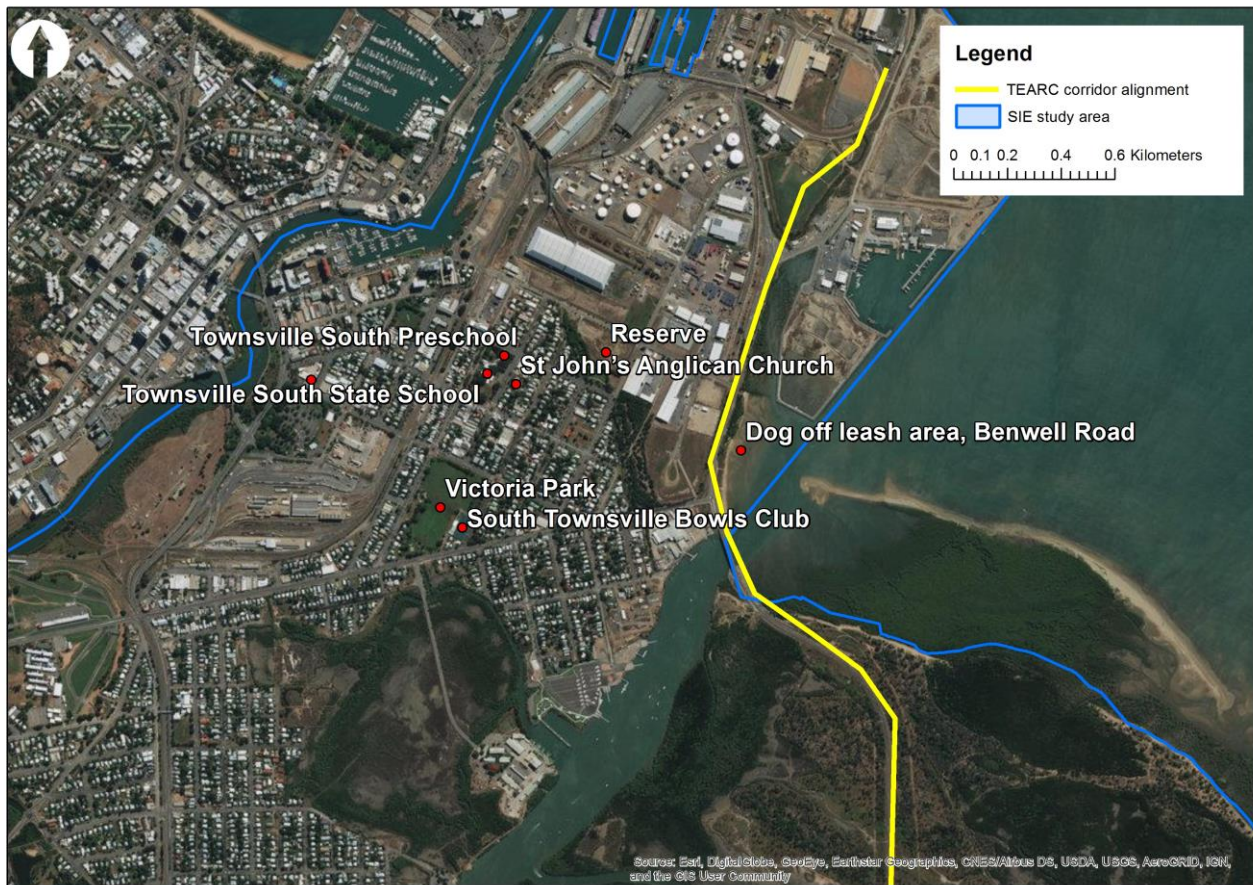 Legend
TEARC corridor alignment
SIE study area
0 0.1 0.2 0.4 0.6 Kilometers
Townsville South Preschool
Reserve
St John’s Anglican Church
Townsville South State School
Dog off leash area, Benwell Road
Victoria Park
South Townsville Bowls Club
Source: Esri, DigitalGlobe, GeoEye, Earthstar Geographics, CNES/Airbus DS, USDA, USGS, AeroGRID, IGN,
and the GIS User Community